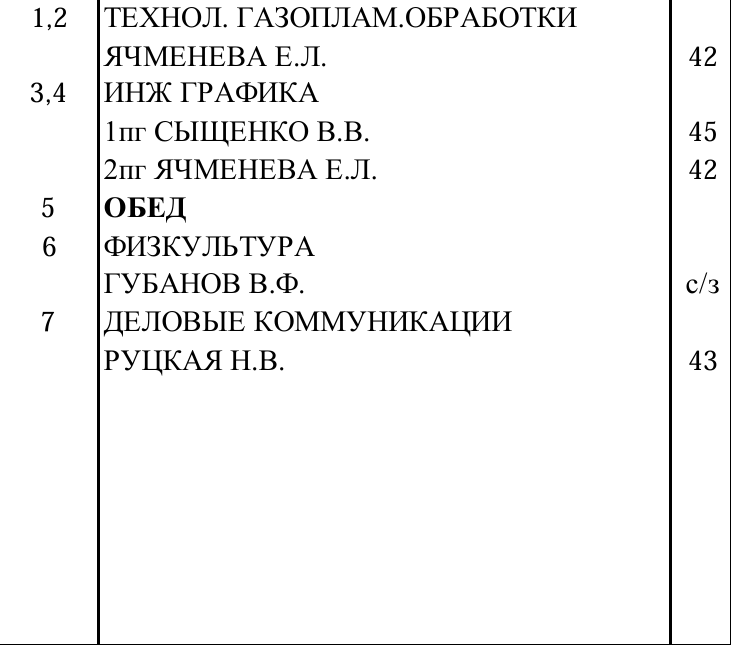 1,2 ТЕХНОЛ. ГАЗОПЛАМ.ОБРАБОТКИ
ЯЧМЕНЕВА Е.Л. 42
3,4 ИНЖ ГРАФИКА
1пг СЫЩЕНКО В.В. 45
2пг ЯЧМЕНЕВА Е.Л. 42
5 ОБЕД
6 ФИЗКУЛЬТУРА
ГУБАНОВ В.Ф. с/з
7 ДЕЛОВЫЕ КОММУНИКАЦИИ
РУЦКАЯ Н.В. 43